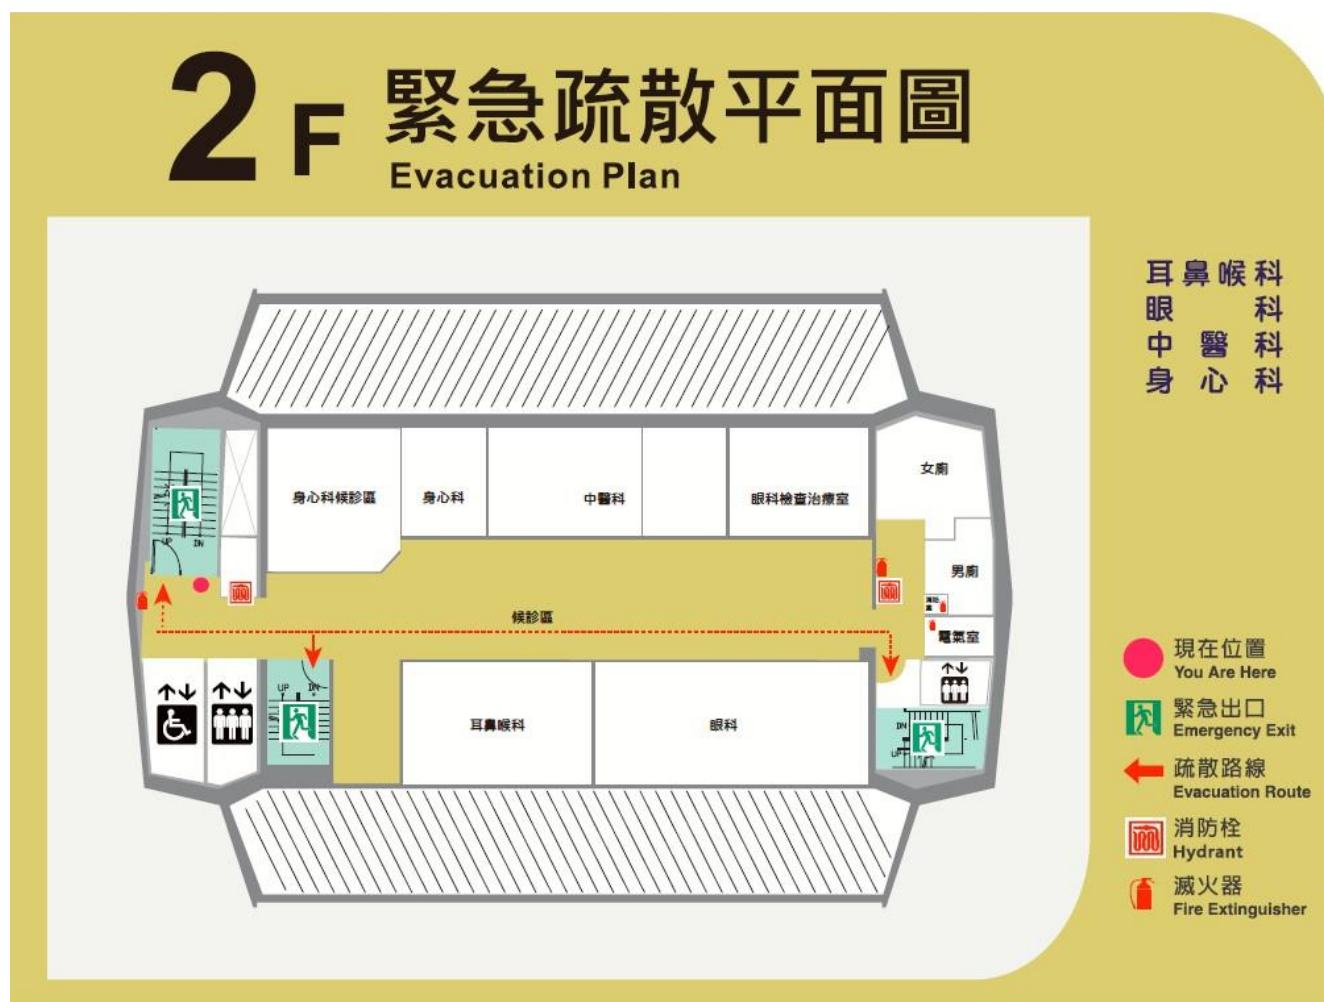 2F 緊急疏散平面圖
Evacuation Plan
耳鼻喉科
眼科
中醫科
身心科
女廁
身心科候診區
身心科
中醫科
眼科檢查治療室
UP DN
男廁
候診區
電氣室
UP DN
耳鼻喉科
眼科
DN
UP
現在位置
You Are Here
緊急出口
Emergency Exit
疏散路線
Evacuation Route
消防栓
Hydrant
滅火器
Fire Extinguisher